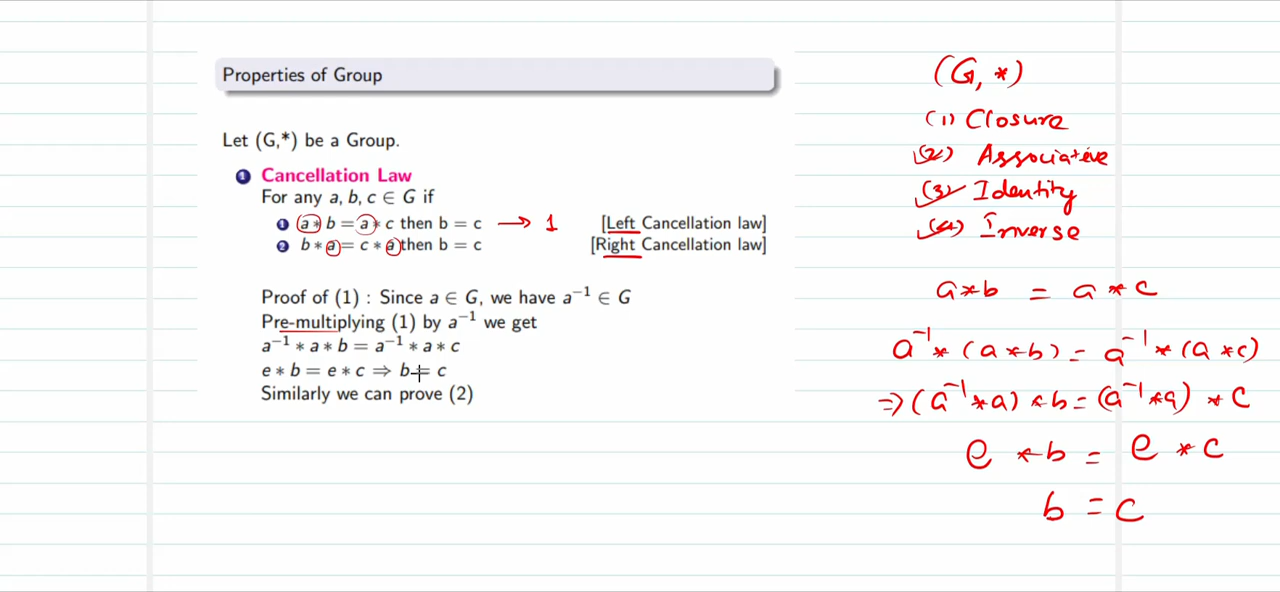 Properties of Group
Let (G,*) be a Group.
1 Cancellation Law
For any a, b, c ∈ G if
1 a * b = a * c then b = c → 1 [Left Cancellation law]
2 b * a = c * a then b = c [Right Cancellation law]
Proof of (1) : Since a ∈ G, we have a⁻¹ ∈ G
Pre-multiplying (1) by a⁻¹ we get
a⁻¹ * a * b = a⁻¹ * a * c
e * b = e * c ⇒ b = c
Similarly we can prove (2)
(G, *)
(1) Closure
(2) Associative
(3) Identity
(4) Inverse
a * b = a * c
a⁻¹ * (a * b) = a⁻¹ * (a * c)
⇒ (a⁻¹ * a) * b = (a⁻¹ * a) * c
e * b = e * c
b = c